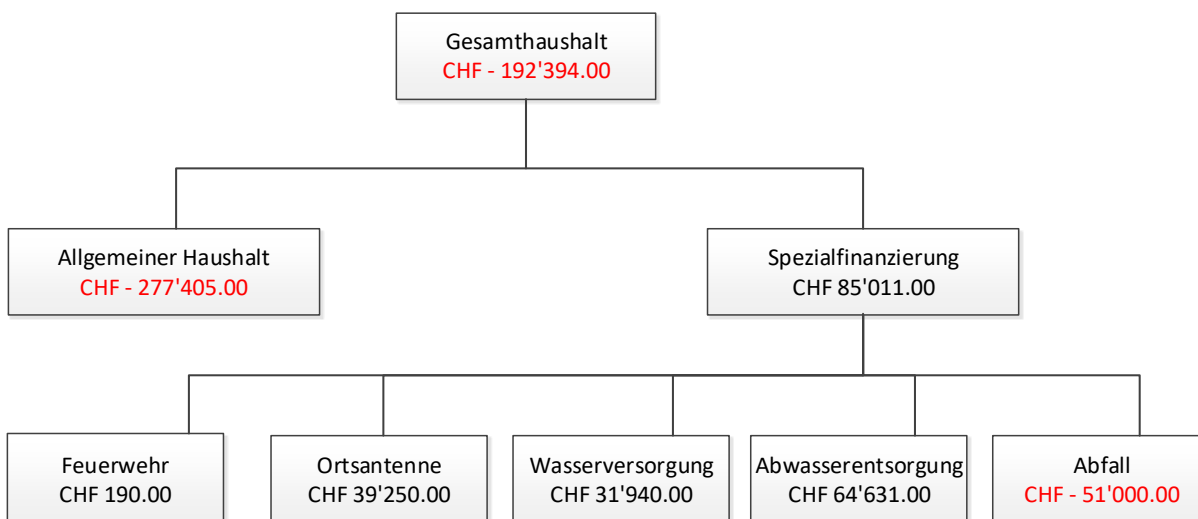 Gesamthaushalt
CHF - 192'394.00
Allgemeiner Haushalt
CHF - 277'405.00
Spezialfinanzierung
CHF 85'011.00
Feuerwehr
CHF 190.00
Ortsantenne
CHF 39'250.00
Wasserversorgung
CHF 31'940.00
Abwasserentsorgung
CHF 64'631.00
Abfall
CHF - 51'000.00